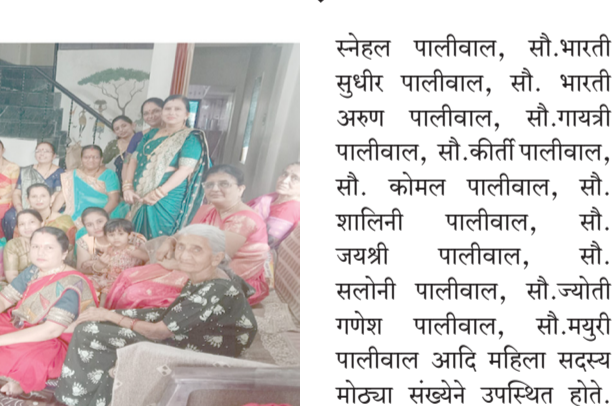 स्नेहल पालीवाल, सौ.भारती
सुधीर पालीवाल, सौ. भारती
अरुण पालीवाल, सौ.गायत्री
पालीवाल, सौ.कीर्ती पालीवाल,
सौ. कोमल पालीवाल, सौ.
शालिनी पालीवाल, सौ.
जयश्री पालीवाल, सौ.
सलोनी पालीवाल, सौ.ज्योती
गणेश पालीवाल, सौ.मयुरी
पालीवाल आदि महिला सदस्य
मोठ्या संख्येने उपस्थित होते.